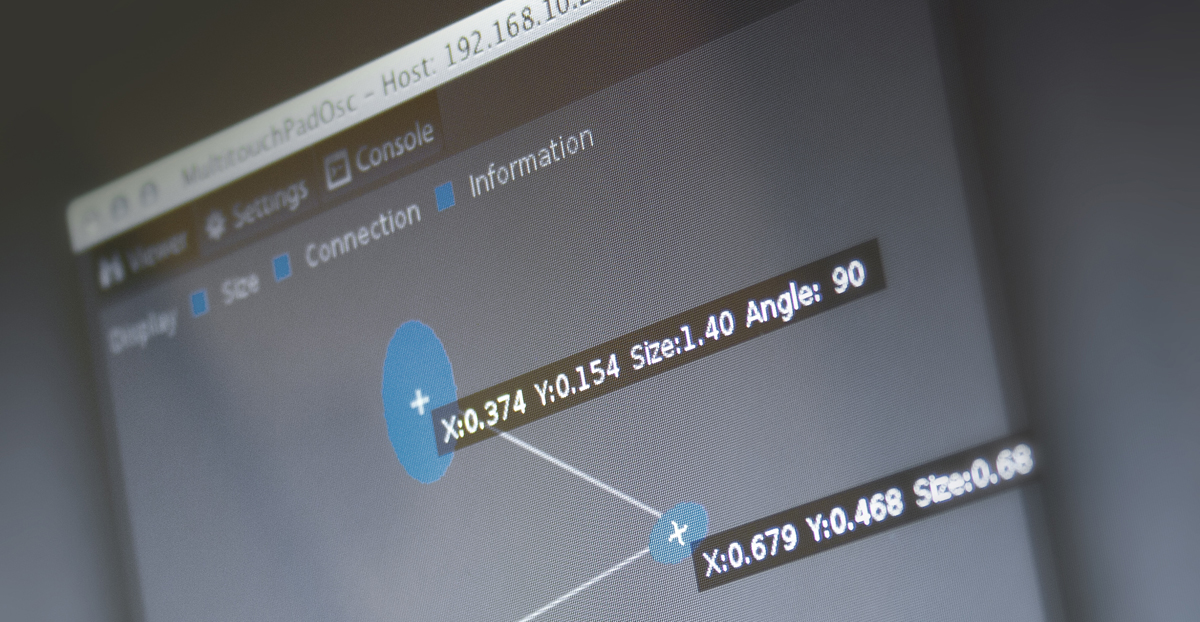 MultitouchPadOsc – Host: 192.168.10.
Viewer Settings Console
Display Size Connection Information
X:0.374 Y:0.154 Size:1.40 Angle: 90
X:0.679 Y:0.468 Size:0.68